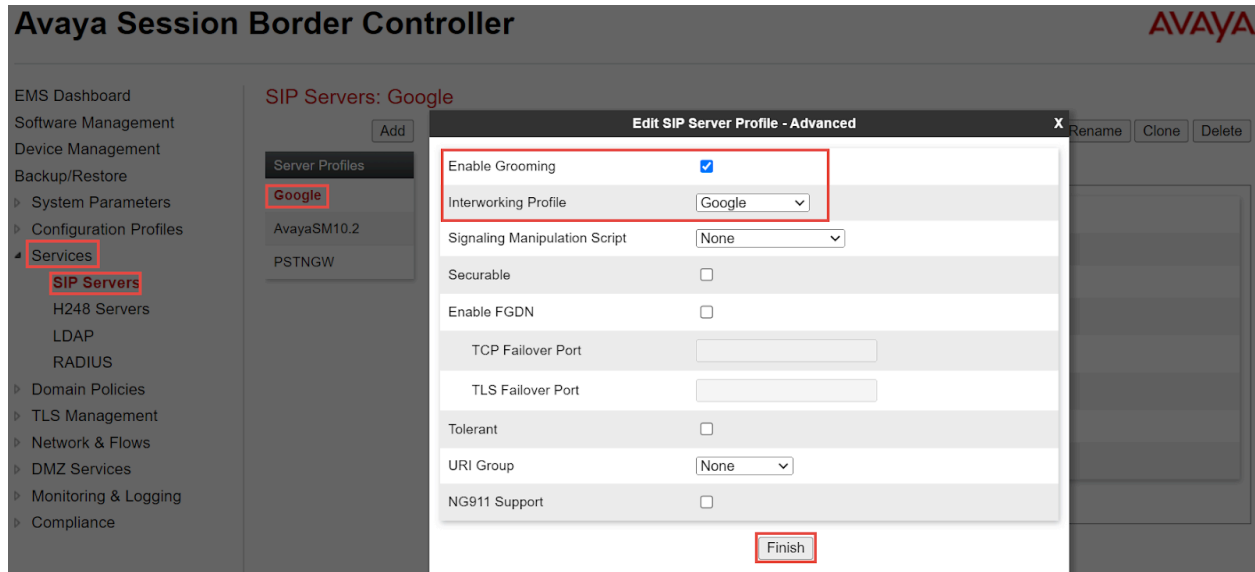 Avaya Session Border Controller
AVAYA
EMS Dashboard
Software Management
Device Management
Backup/Restore
System Parameters
Configuration Profiles
Services
SIP Servers
H248 Servers
LDAP
RADIUS
Domain Policies
TLS Management
Network & Flows
DMZ Services
Monitoring & Logging
Compliance
SIP Servers: Google
Add
Rename
Clone
Delete
Server Profiles
Google
AvayaSM10.2
PSTNGW
Edit SIP Server Profile - Advanced
X
Enable Grooming
Interworking Profile Google
Signaling Manipulation Script None
Securable
Enable FGDN
TCP Failover Port
TLS Failover Port
Tolerant
URI Group None
NG911 Support
Finish